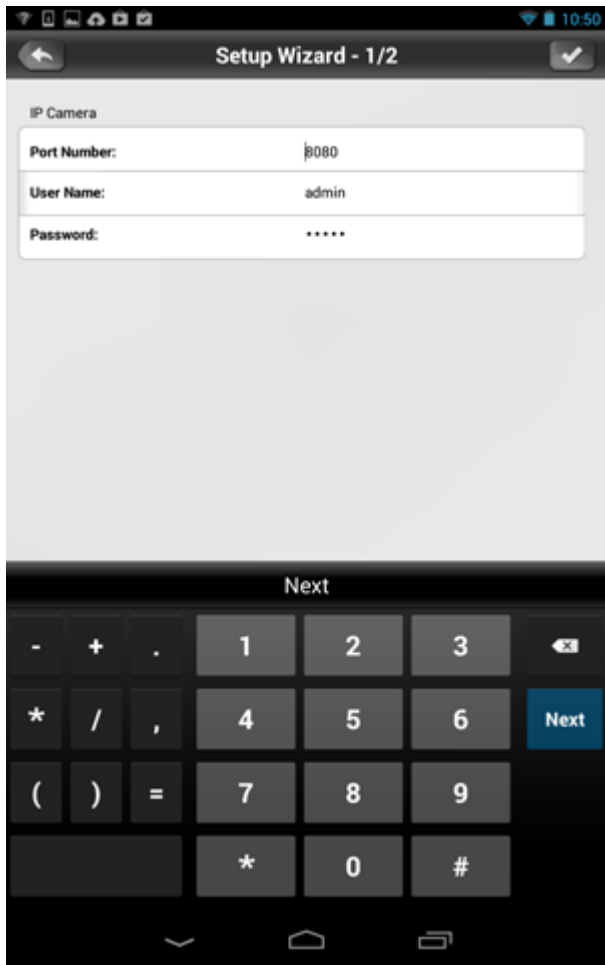 10:50
Setup Wizard - 1/2
IP Camera
Port Number: 8080
User Name: admin
Password: •••••
Next
- + . 1 2 3
* / , 4 5 6 Next
( ) = 7 8 9
* 0 #